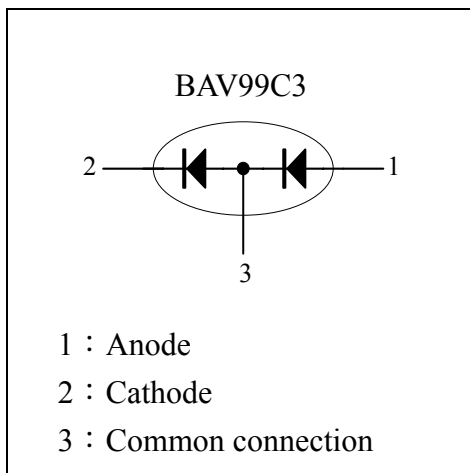 BAV99C3
2 1
3
1：Anode
2：Cathode
3：Common connection